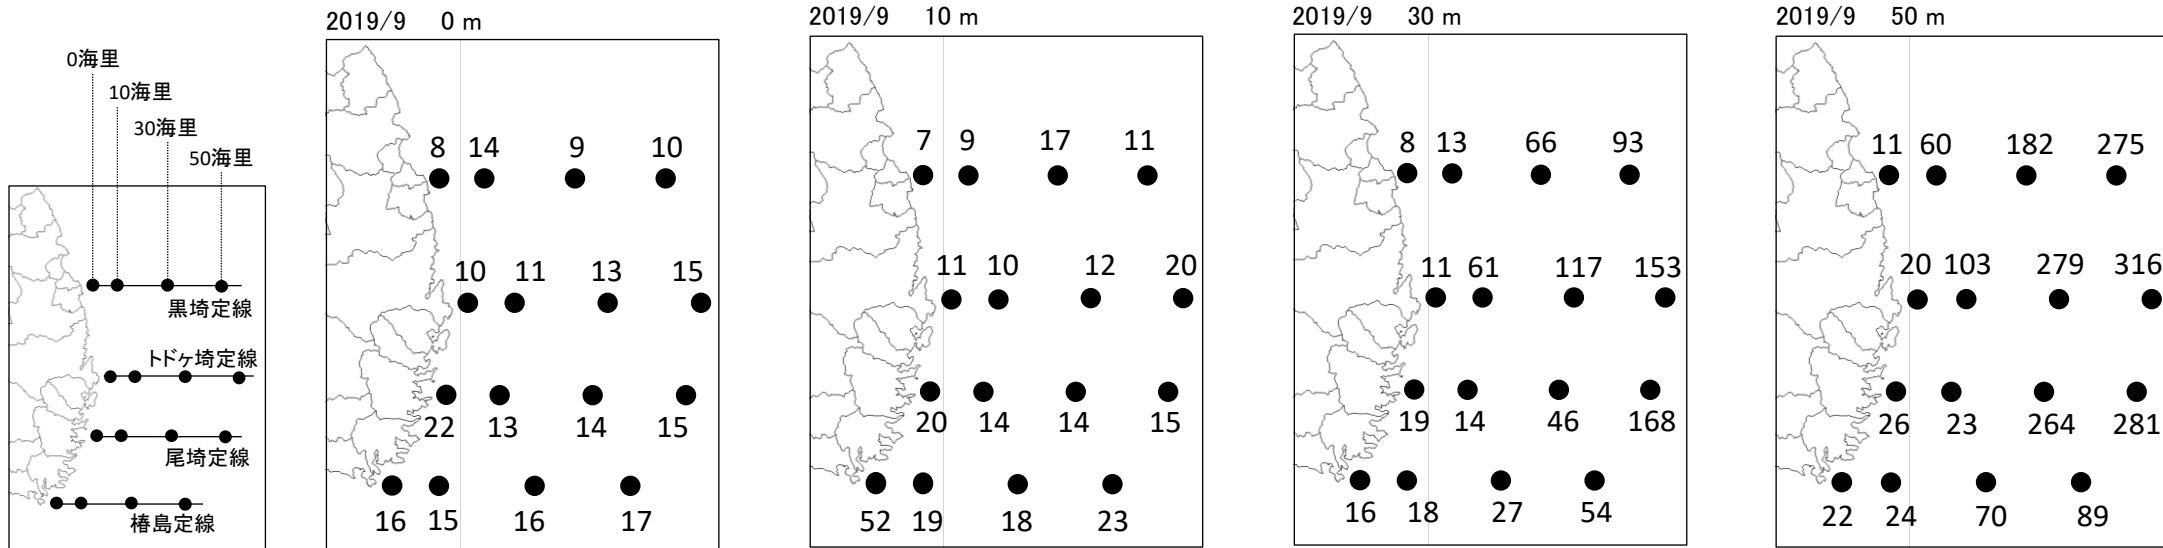 0海里
10海里
30海里
50海里
黒埼定線
トドヶ埼定線
尾埼定線
椿島定線
2019/9 0 m
8 14 9 10
10 11 13 15
22 13 14 15
16 15 16 17
2019/9 10 m
7 9 17 11
11 10 12 20
20 14 14 15
52 19 18 23
2019/9 30 m
8 13 66 93
11 61 117 153
19 14 46 168
16 18 27 54
2019/9 50 m
11 60 182 275
20 103 279 316
26 23 264 281
22 24 70 89